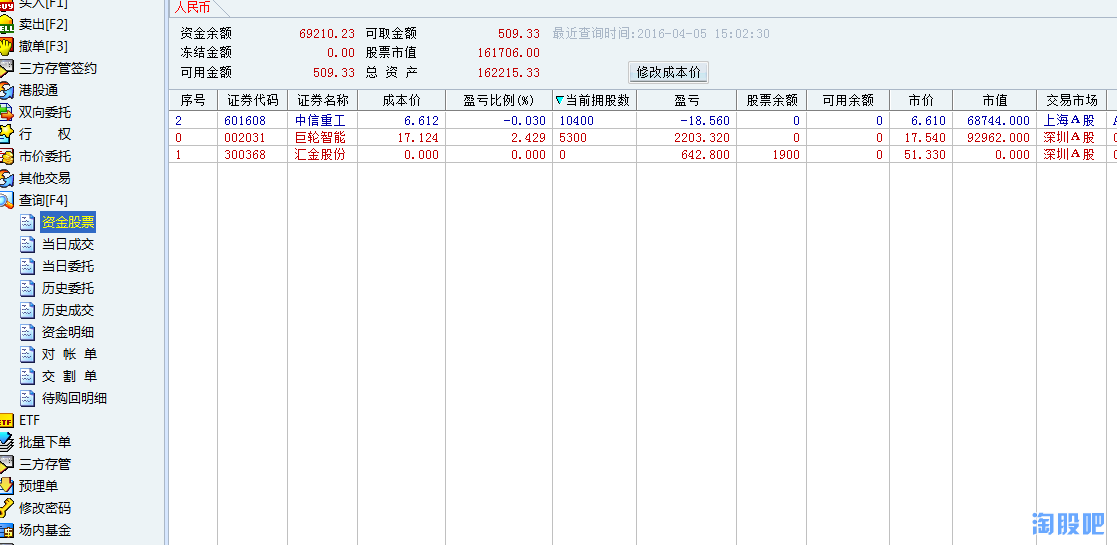 买入[F1]
卖出[F2]
撤单[F3]
三方存管签约
港股通
双向委托
行 权
市价委托
其他交易
查询[F4]
资金股票
当日成交
当日委托
历史委托
历史成交
资金明细
对 帐 单
交 割 单
待购回明细
ETF
批量下单
三方存管
预埋单
修改密码
场内基金
人民币
资金余额 69210.23 可取金额 509.33 最近查询时间:2016-04-05 15:02:30
冻结金额 0.00 股票市值 161706.00
可用金额 509.33 总 资 产 162215.33 修改成本价
序号 证券代码 证券名称 成本价 盈亏比例(%) 当前拥股数 盈亏 股票余额 可用余额 市价 市值 交易市场
2 601608 中信重工 6.612 -0.030 10400 -18.560 0 0 6.610 68744.000 上海A股
0 002031 巨轮智能 17.124 2.429 5300 2203.320 0 0 17.540 92962.000 深圳A股
1 300368 汇金股份 0.000 0.000 0 642.800 1900 0 51.330 0.000 深圳A股
淘股吧